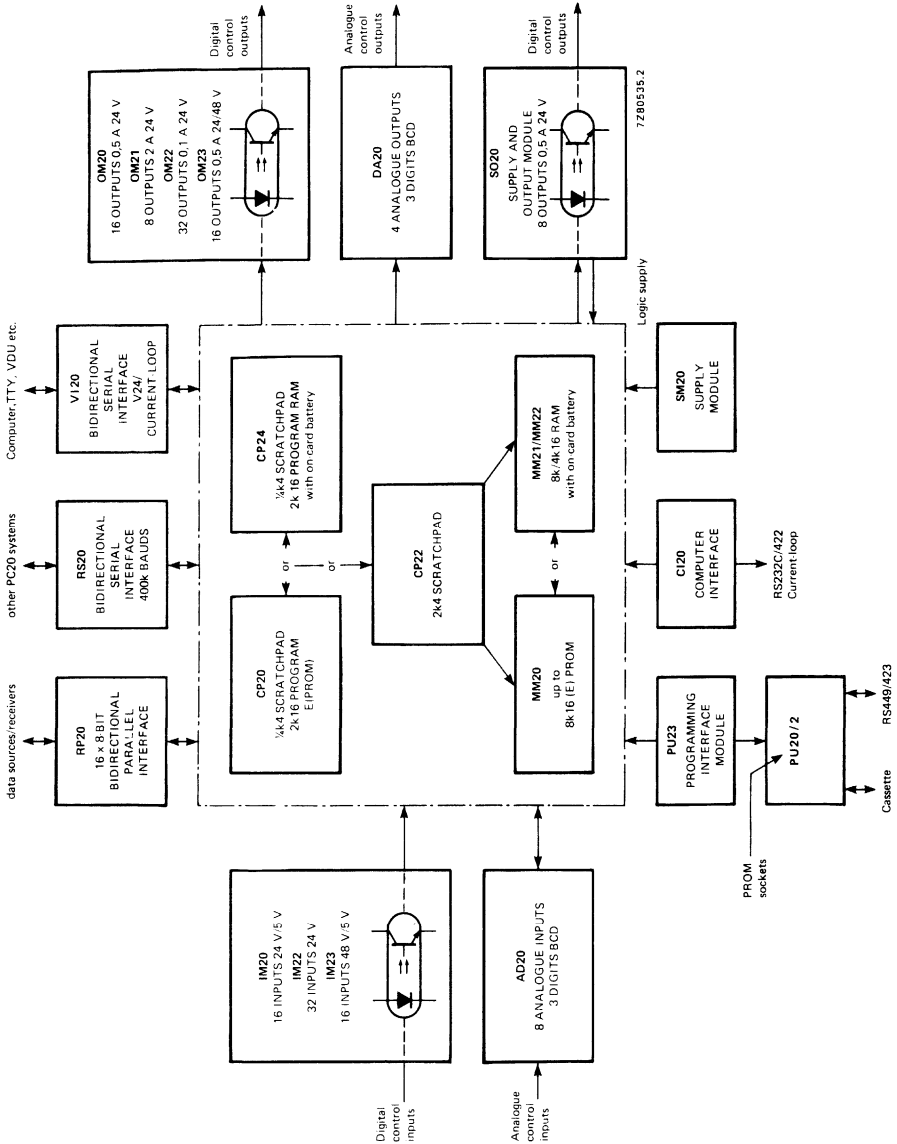 data sources/receivers
other PC20 systems
Computer,TTY, VDU etc.
RP20
16 x 8-BIT
BIDIRECTIONAL
PARALLEL
INTERFACE
RS20
BIDIRECTIONAL
SERIAL
INTERFACE
400k BAUDS
VI20
BIDIRECTIONAL
SERIAL
INTERFACE
V24/
CURRENT-LOOP
OM20
16 OUTPUTS 0,5 A 24 V
OM21
8 OUTPUTS 2 A 24 V
OM22
32 OUTPUTS 0,1 A 24 V
OM23
16 OUTPUTS 0,5 A 24/48 V
Digital
control
outputs
IM20
16 INPUTS 24 V/5 V
IM22
32 INPUTS 24 V
IM23
16 INPUTS 48 V/5 V
Digital
control
inputs
CP20
¼k4 SCRATCHPAD
2k16 PROGRAM
E(PROM)
or
or
CP24
¼k4 SCRATCHPAD
2k 16 PROGRAM RAM
with on-card battery
DA20
4 ANALOGUE OUTPUTS
3 DIGITS BCD
Analogue
control
outputs
CP22
2k4 SCRATCHPAD
AD20
8 ANALOGUE INPUTS
3 DIGITS BCD
Analogue
control
inputs
MM20
up to
8k16 (E) PROM
or
MM21/MM22
8k/4k16 RAM
with on-card battery
SO20
SUPPLY AND
OUTPUT MODULE
8 OUTPUTS 0,5 A 24 V
Digital
control
outputs
Logic supply
7Z80535.2
PU23
PROGRAMMING
INTERFACE
MODULE
CI20
COMPUTER
INTERFACE
SM20
SUPPLY
MODULE
PROM
sockets
PU20/2
RS232C/422
Current-loop
Cassette
RS449/423